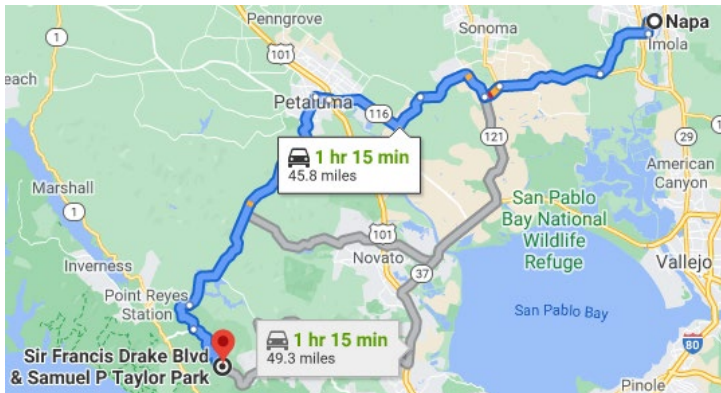 Penngrove
Sonoma
Napa
Imola
1
101
each
Petaluma
116
121
29
1 hr 15 min
45.8 miles
American
Canyon
Marshall
1
San Pablo
Bay National
Wildlife
Refuge
101
Novato
37
Inverness
Vallejo
Point Reyes
Station
San Pablo Bay
1 hr 15 min
49.3 miles
80
Sir Francis Drake Blvd
& Samuel P Taylor Park
Pinole